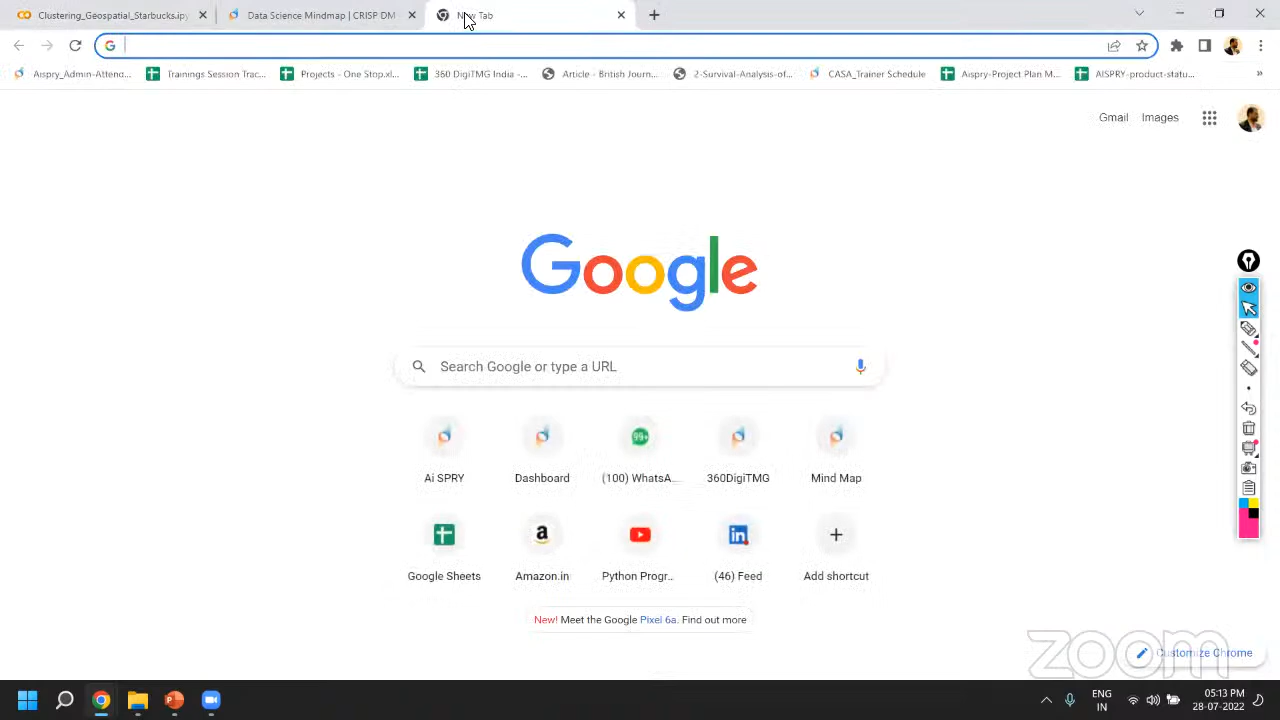 Clustering_Geospatial_Starbucks.ipy
Data Science Mindmap | CRISP DM
Tab
Aispry_Admin-Attend...
Trainings Session Trac...
Projects - One Stop.xl...
360 DigiTMG India -...
Article - British Journ...
2-Survival-Analysis-of...
CASA_Trainer Schedule
Aispry-Project Plan M...
AISPRY-product-statu...
»
Gmail
Images
Google
Search Google or type a URL
Ai SPRY
Dashboard
99+
(100) WhatsA...
360DigiTMG
Mind Map
Google Sheets
Amazon.in
Python Progr...
(46) Feed
Add shortcut
New! Meet the Google Pixel 6a. Find out more
zoom
Customize Chrome
ENG
IN
05:13 PM
28-07-2022